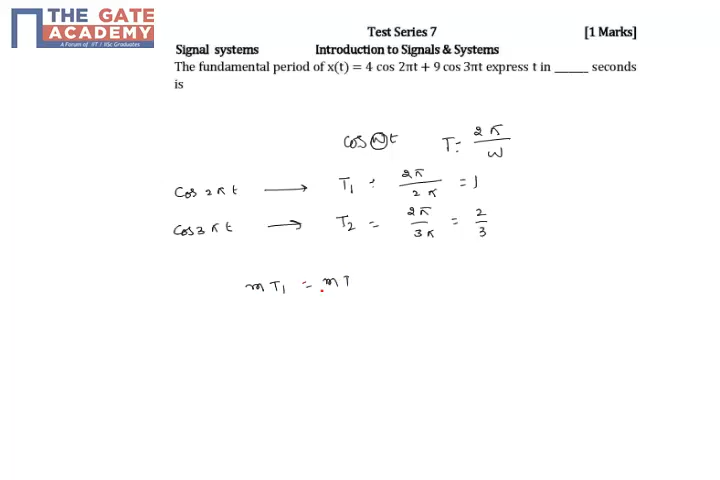 THE GATE
ACADEMY
A Forum of IIT / IISc Graduates
Test Series 7 [1 Marks]
Signal systems Introduction to Signals & Systems
The fundamental period of x(t) = 4 cos 2πt + 9 cos 3πt express t in ______ seconds
is
cos ωt T = 2π/ω
cos 2πt → T₁ = 2π/2π = 1
cos 3πt → T₂ = 2π/3π = 2/3
m T₁ = m T